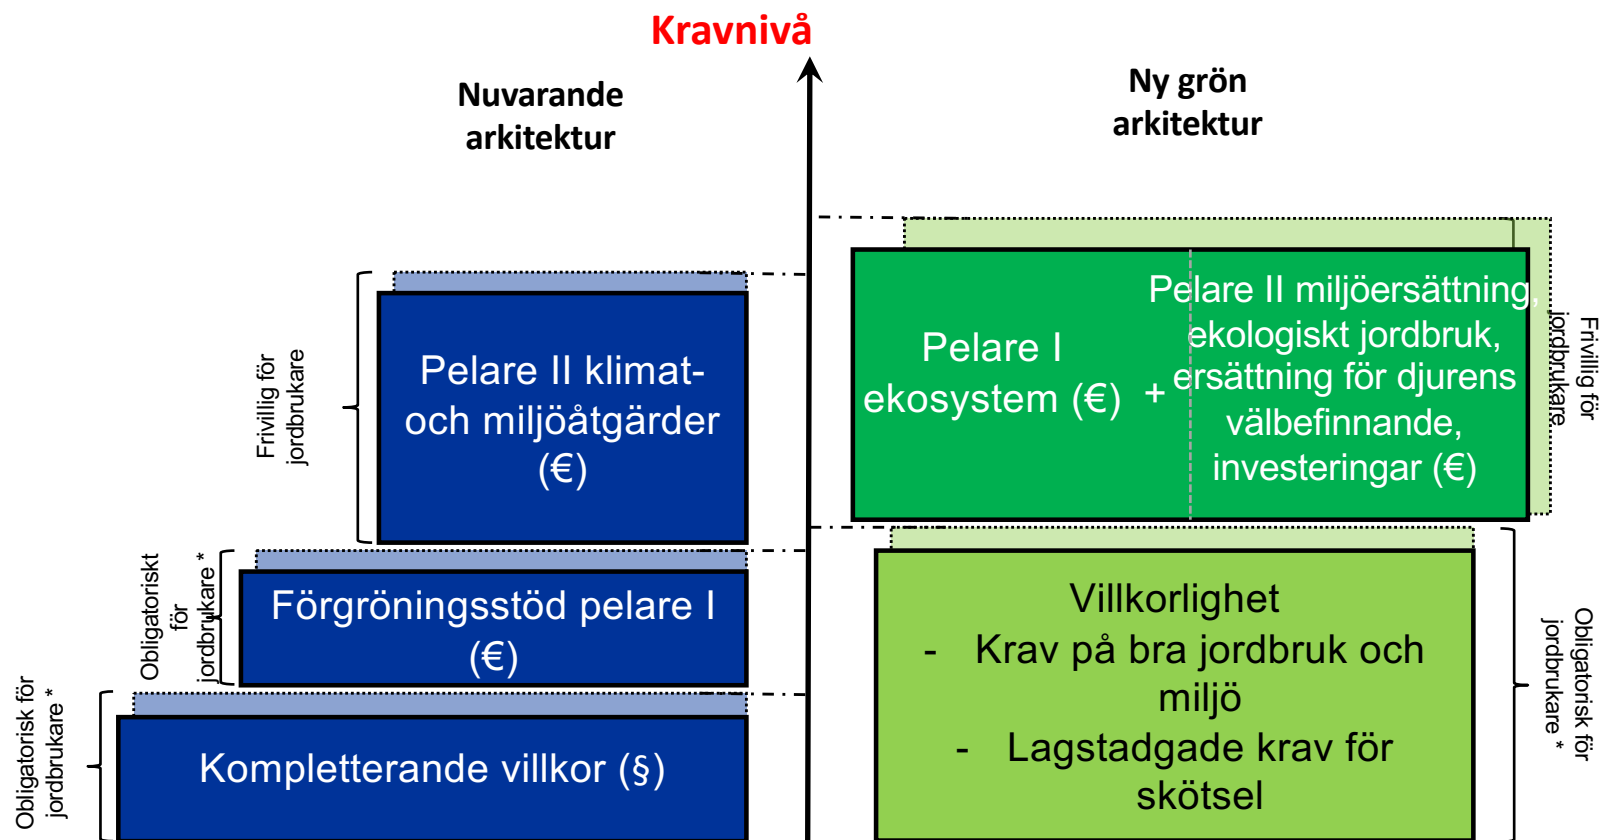 Kravnivå
Nuvarande
arkitektur
Ny grön
arkitektur
Frivillig för
jordbrukare
Pelare II klimat-
och miljöåtgärder
(€)
Obligatoriskt
för
jordbrukare *
Förgröningsstöd pelare I
(€)
Obligatorisk för
jordbrukare *
Kompletterande villkor (§)
Pelare I
ekosystem (€)
+
Pelare II miljöersättning,
ekologiskt jordbruk,
ersättning för djurens
välbefinnande,
investeringar (€)
Frivillig för
jordbrukare
Villkorlighet
- Krav på bra jordbruk och
miljö
- Lagstadgade krav för
skötsel
Obligatorisk för
jordbrukare *